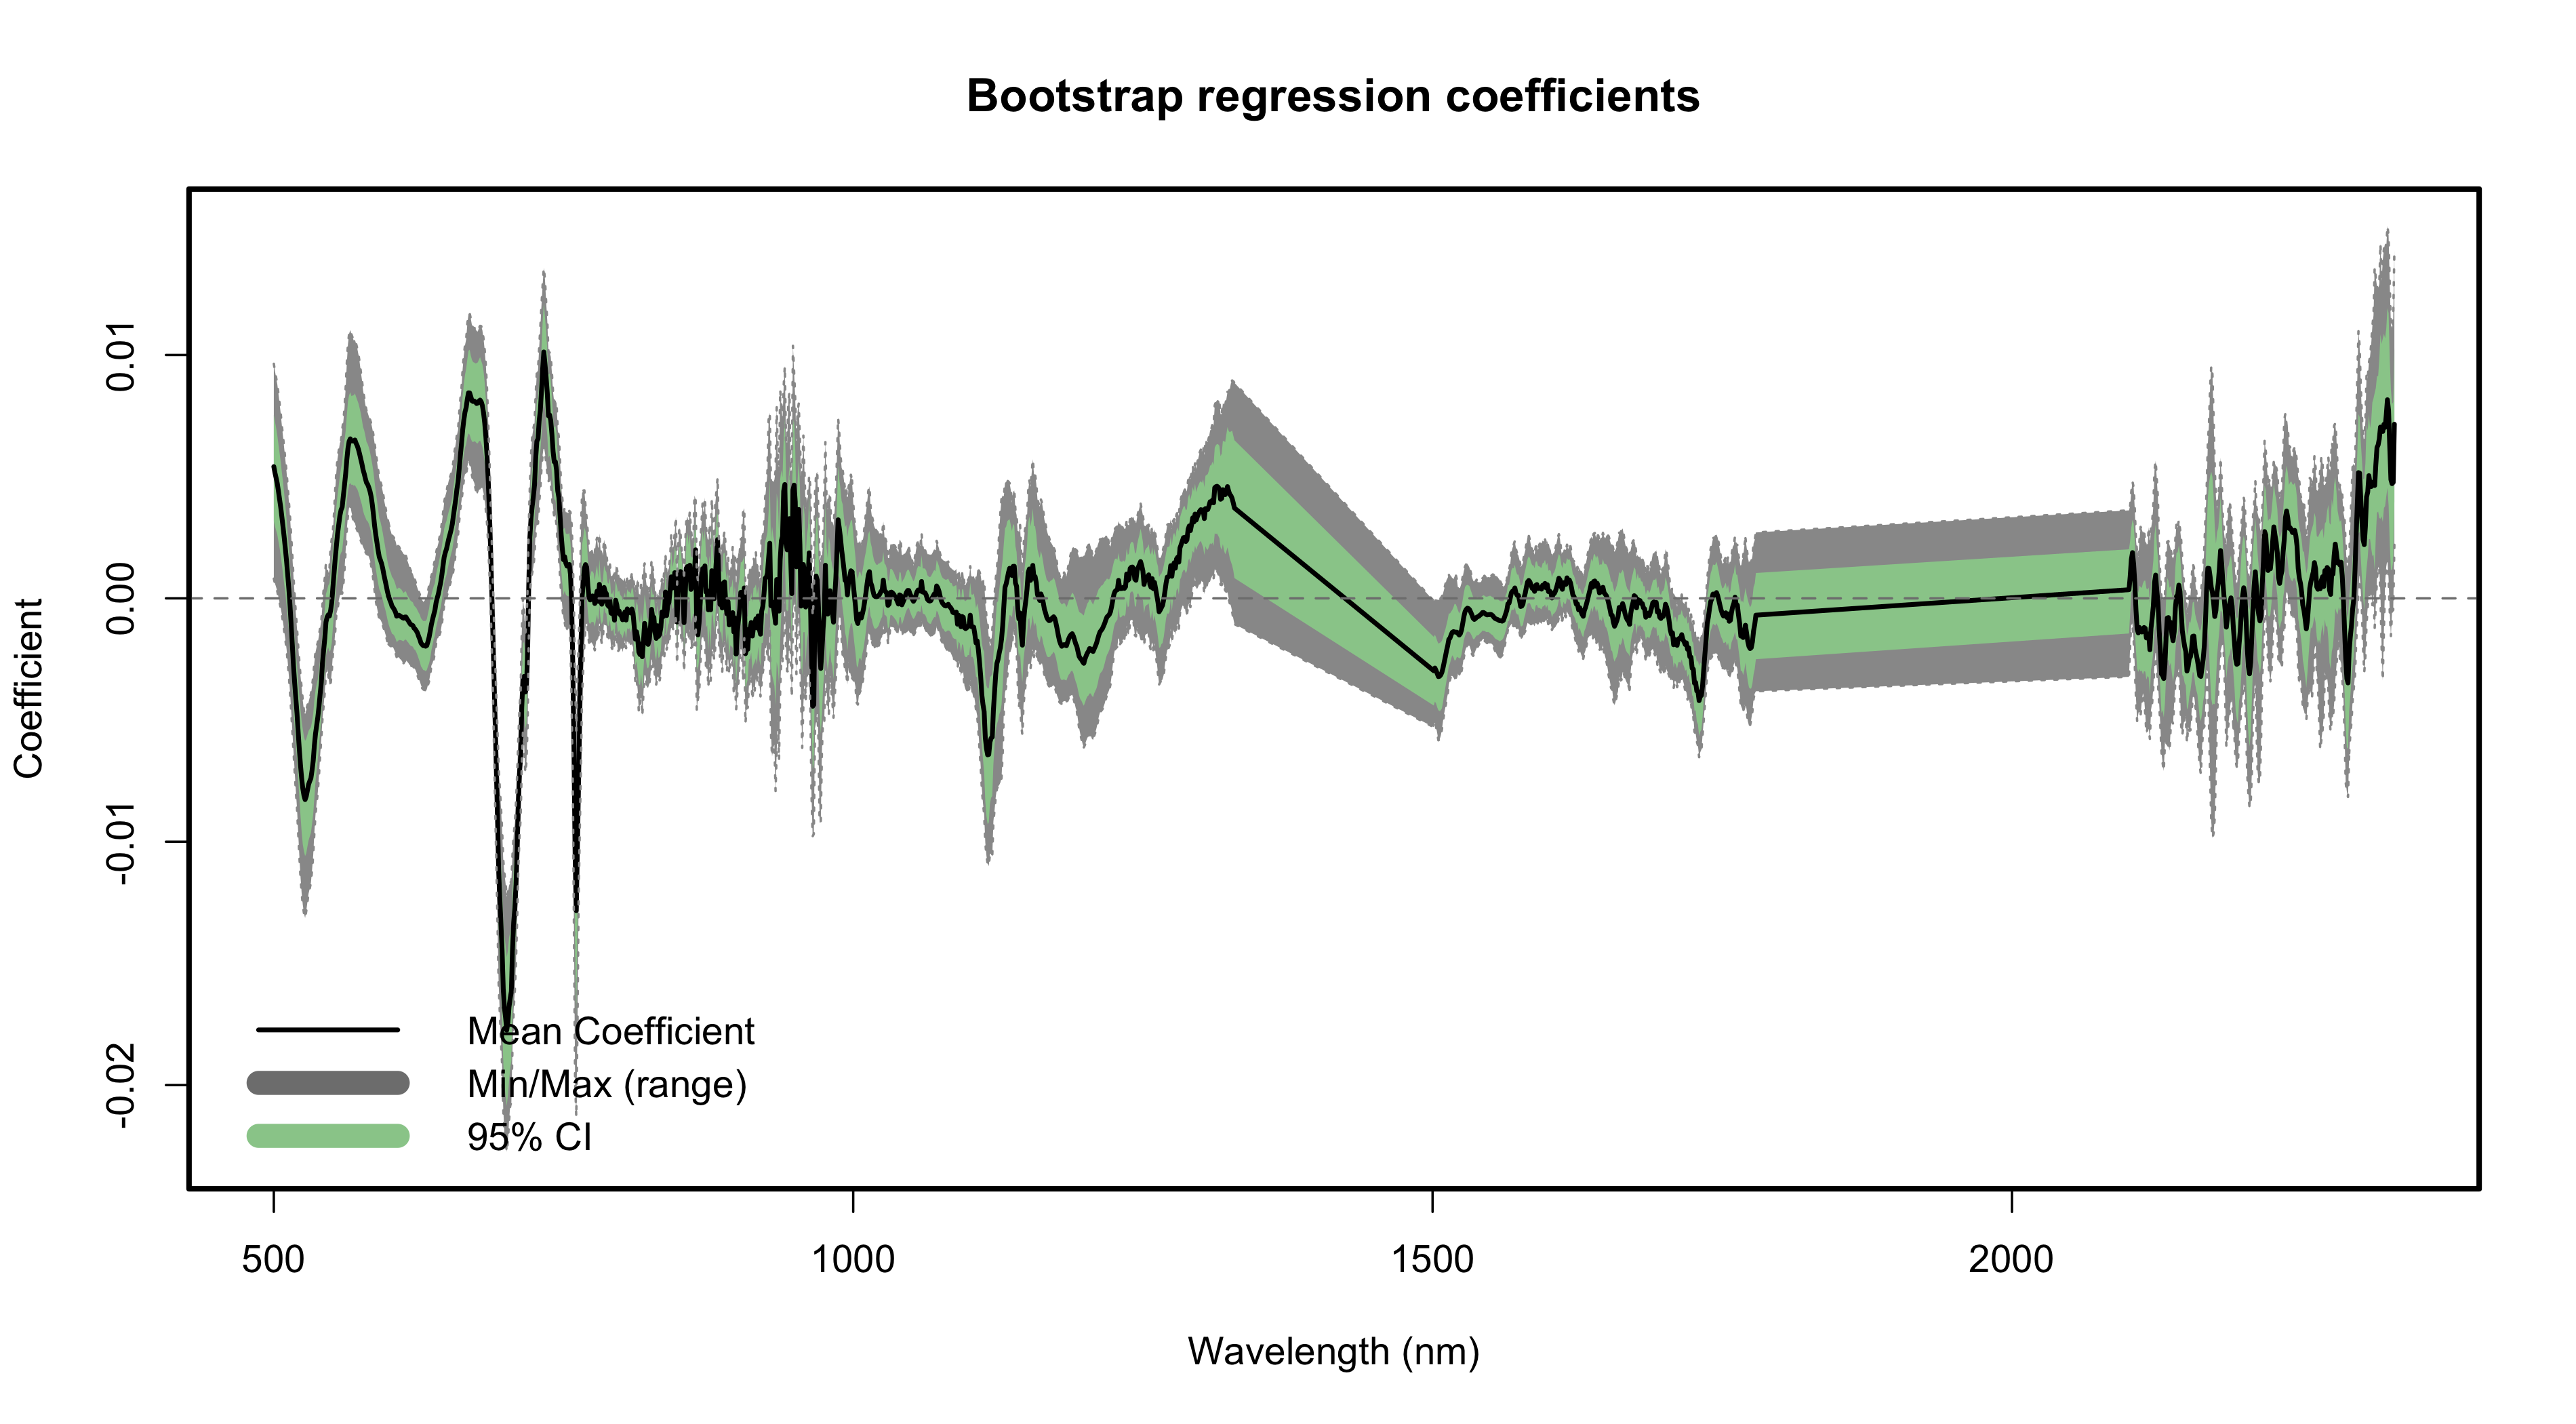 Bootstrap regression coefficients
Coefficient
0.01
0.00
-0.01
-0.02
Mean Coefficient
Min/Max (range)
95% CI
500 1000 1500 2000
Wavelength (nm)